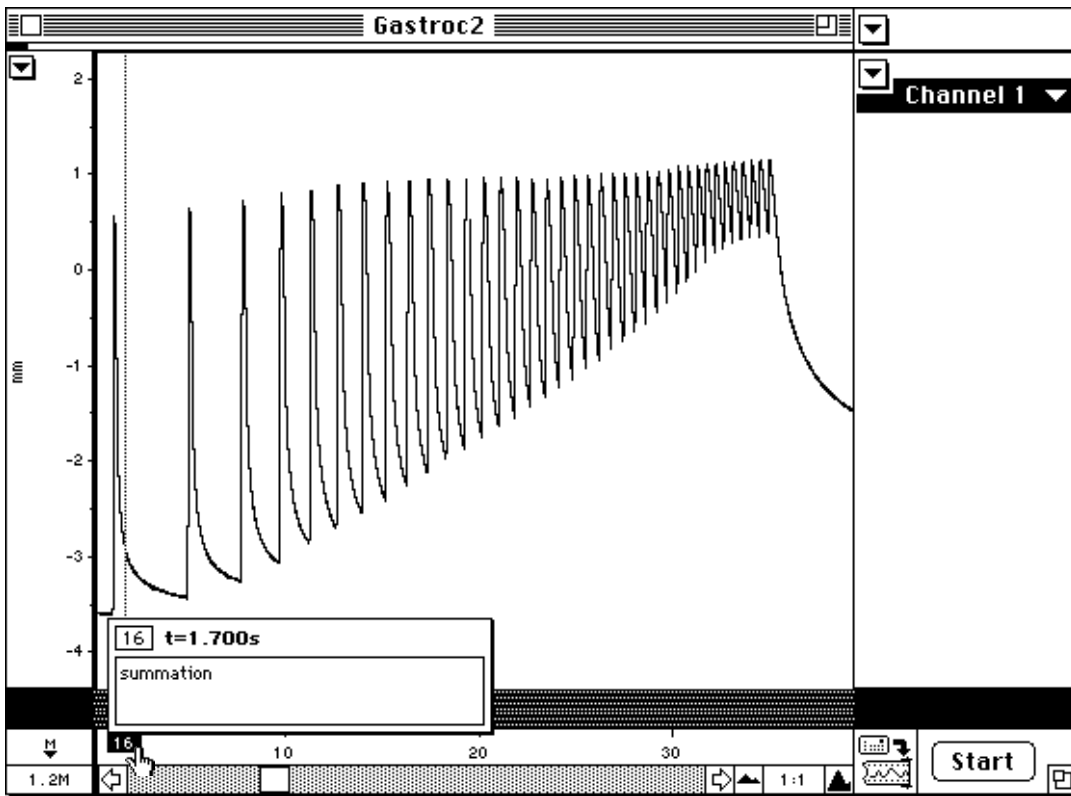 Gastroc2
Channel 1
2
1
0
-1
mm
-2
-3
-4
16 t=1.700s
summation
16
10
20
30
M
1.2M
1:1
Start